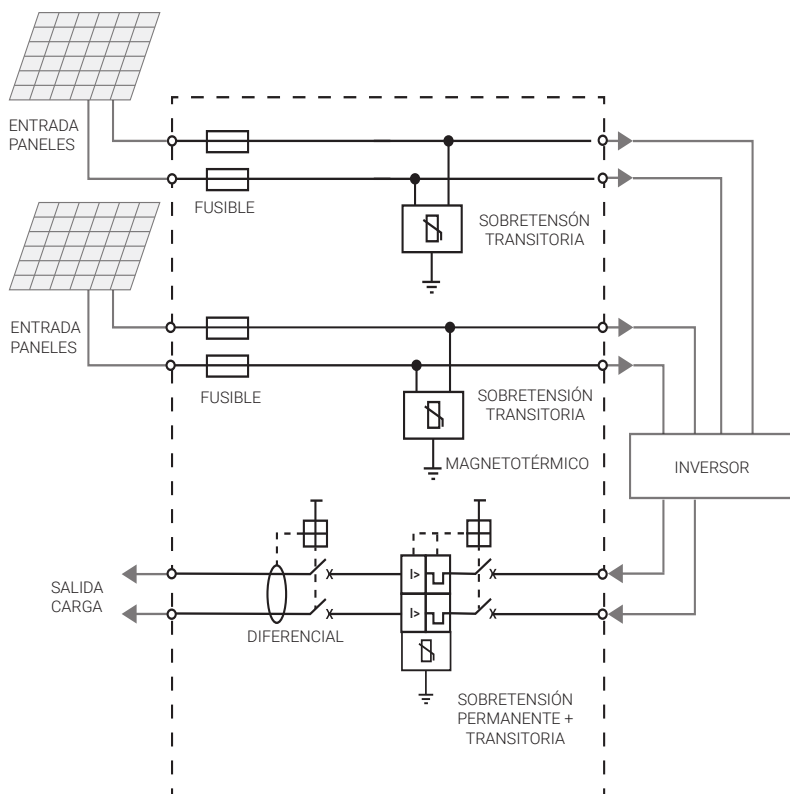 ENTRADA
PANELES
FUSIBLE
SOBRETENSÓN
TRANSITORIA
ENTRADA
PANELES
FUSIBLE
SOBRETENSIÓN
TRANSITORIA
MAGNETOTÉRMICO
INVERSOR
I>
SALIDA
CARGA
I>
DIFERENCIAL
SOBRETENSIÓN
PERMANENTE +
TRANSITORIA